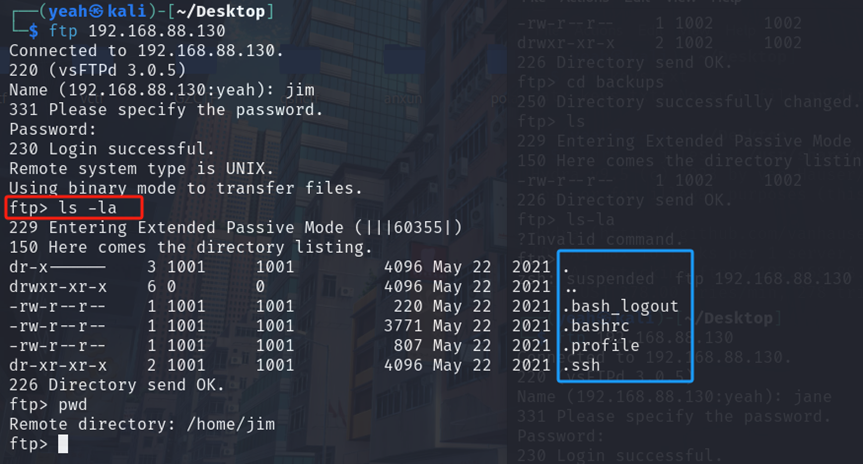 ┌──(yeah㉿kali)-[~/Desktop]
└─$ ftp 192.168.88.130
Connected to 192.168.88.130.
220 (vsFTPd 3.0.5)
Name (192.168.88.130:yeah): jim
331 Please specify the password.
Password:
230 Login successful.
Remote system type is UNIX.
Using binary mode to transfer files.
ftp> ls -la
229 Entering Extended Passive Mode (|||60355|)
150 Here comes the directory listing.
dr-x------    3 1001     1001         4096 May 22  2021 .
drwxr-xr-x    6 0        0            4096 May 22  2021 ..
-rw-r--r--    1 1001     1001          220 May 22  2021 .bash_logout
-rw-r--r--    1 1001     1001         3771 May 22  2021 .bashrc
-rw-r--r--    1 1001     1001          807 May 22  2021 .profile
dr-xr-xr-x    2 1001     1001         4096 May 22  2021 .ssh
226 Directory send OK.
ftp> pwd
Remote directory: /home/jim
ftp>
-rw-r--r--    1 1002     1002
drwxr-xr-x    2 1002     1002
226 Directory send OK.
ftp> cd backups
250 Directory successfully changed.
ftp> ls
229 Entering Extended Passive Mode
150 Here comes the directory listin
-rw-r--r--    1 1002     1002
226 Directory send OK.
ftp> ls-la
?Invalid command.
ftp>
suspended  ftp 192.168.88.130
Desktop]
.130
to 192.168.88.130.
220 (vsFTPd 3.0.5)
Name (192.168.88.130:yeah): jane
331 Please specify the password.
Password:
230 Login successful.